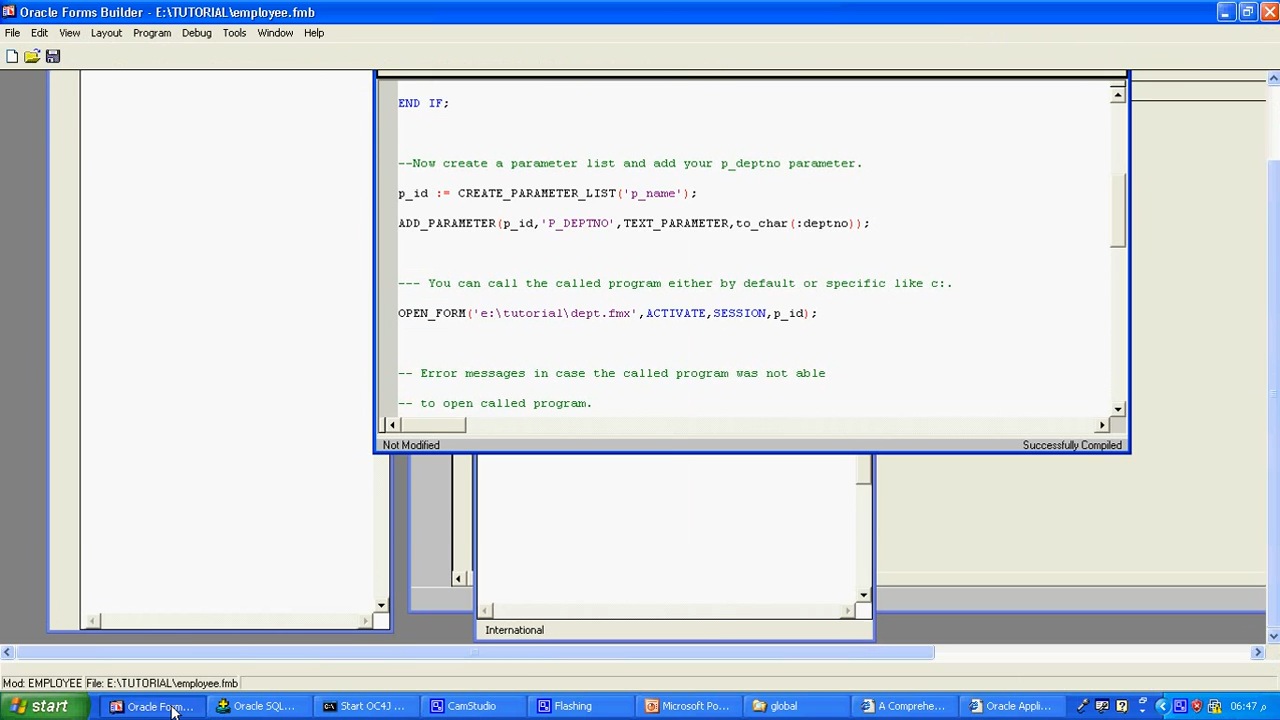 Oracle Forms Builder - E:\TUTORIAL\employee.fmb
File Edit View Layout Program Debug Tools Window Help
END IF;
--Now create a parameter list and add your p_deptno parameter.
p_id := CREATE_PARAMETER_LIST('p_name');
ADD_PARAMETER(p_id,'P_DEPTNO',TEXT_PARAMETER,to_char(:deptno));
--- You can call the called program either by default or specific like c:.
OPEN_FORM('e:\tutorial\dept.fmx',ACTIVATE,SESSION,p_id);
-- Error messages in case the called program was not able
-- to open called program.
Not Modified Successfully Compiled
International
Mod: EMPLOYEE File: E:\TUTORIAL\employee.fmb
start Oracle Form... Oracle SQL... Start OC4J ... CamStudio Flashing Microsoft Po... global A Comprehe... Oracle Appli... 06:47 م